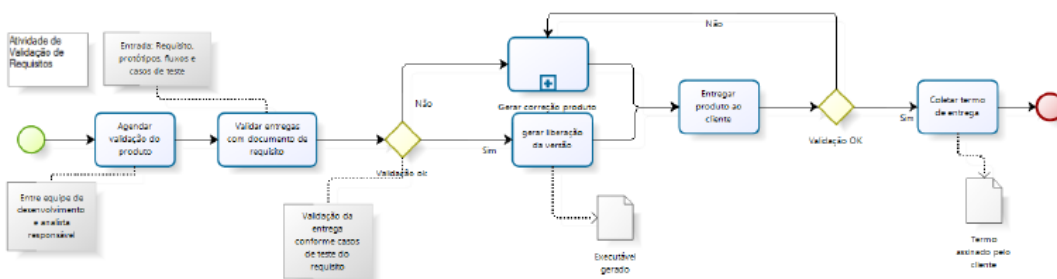 Atividade de
Validação de
Requisitos
Entrada: Requisito,
protótipos, fluxos e
casos de teste
Agendar
validação do
produto
Entre equipe de
desenvolvimento
e analista
responsável
Validar entregas
com documento de
requisito
Validação ok
Validação da
entrega
conforme casos
de teste do
requisito
Não
Sim
Gerar correção produto
gerar liberação
da versão
Executável
gerado
Entregar
produto ao
cliente
Não
Validação OK
Sim
Coletar termo
de entrega
Termo
assinado pelo
cliente